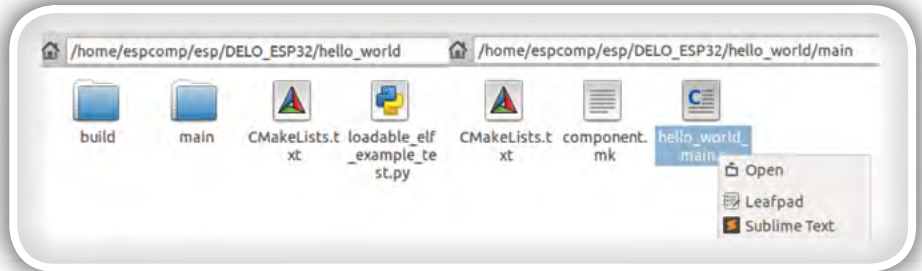 /home/espcomp/esp/DELO_ESP32/hello_world
/home/espcomp/esp/DELO_ESP32/hello_world/main
build
main
CMakeLists.t
xt
loadable_elf
_example_te
st.py
CMakeLists.t
xt
component.
mk
hello_world_
main.
Open
Leafpad
Sublime Text